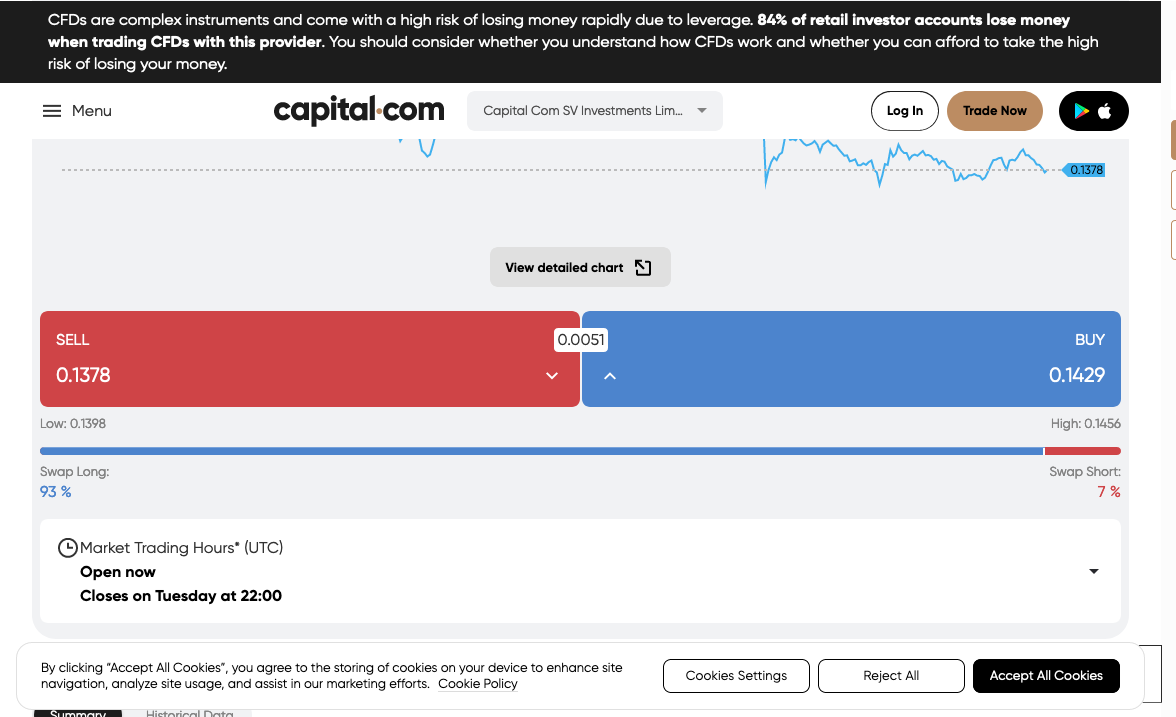 CFDs are complex instruments and come with a high risk of losing money rapidly due to leverage. 84% of retail investor accounts lose money
when trading CFDs with this provider. You should consider whether you understand how CFDs work and whether you can afford to take the high
risk of losing your money.
Menu
capital.com
Capital Com SV Investments Lim...
Log In
Trade Now
0.1378
View detailed chart
SELL
0.0051
BUY
0.1378
0.1429
Low: 0.1398
High: 0.1456
Swap Long:
Swap Short:
93 %
7 %
Market Trading Hours* (UTC)
Open now
Closes on Tuesday at 22:00
By clicking “Accept All Cookies”, you agree to the storing of cookies on your device to enhance site
navigation, analyze site usage, and assist in our marketing efforts. Cookie Policy
Cookies Settings
Reject All
Accept All Cookies
Summary
Historical Data